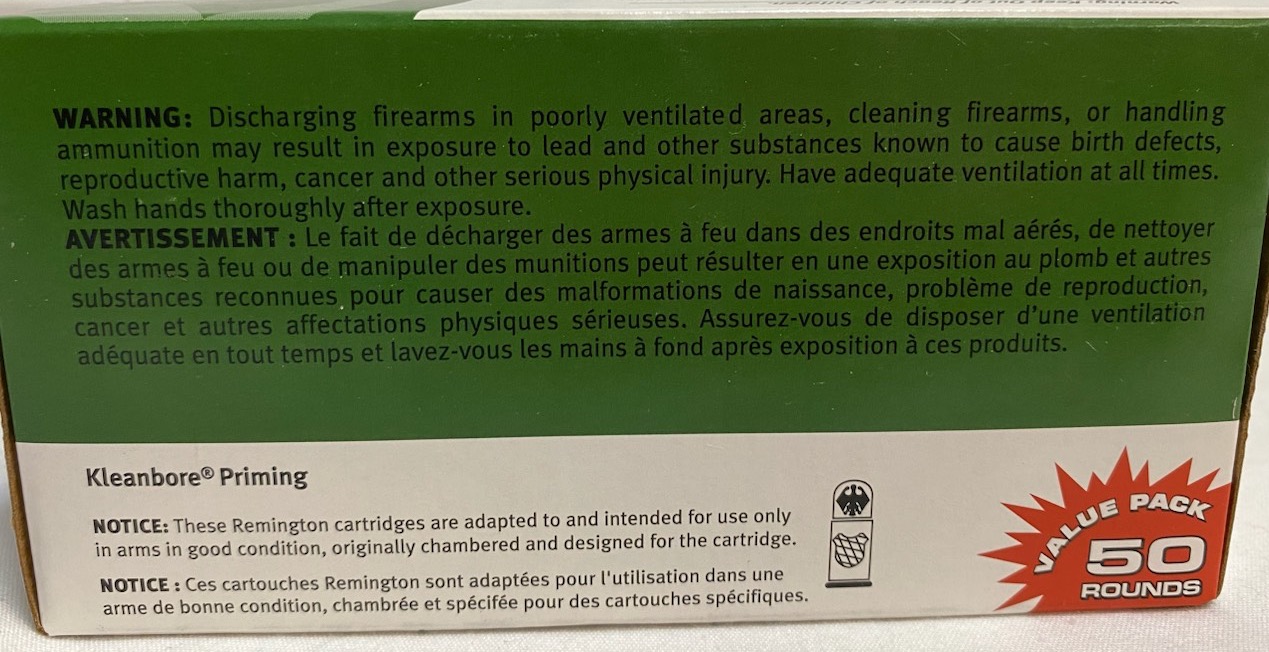 WARNING: Discharging firearms in poorly ventilated areas, cleaning firearms, or handling
ammunition may result in exposure to lead and other substances known to cause birth defects,
reproductive harm, cancer and other serious physical injury. Have adequate ventilation at all times.
Wash hands thoroughly after exposure.
AVERTISSEMENT : Le fait de décharger des armes à feu dans des endroits mal aérés, de nettoyer
des armes à feu ou de manipuler des munitions peut résulter en une exposition au plomb et autres
substances reconnues pour causer des malformations de naissance, problème de reproduction,
cancer et autres affectations physiques sérieuses. Assurez-vous de disposer d'une ventilation
adéquate en tout temps et lavez-vous les mains à fond après exposition à ces produits.
Kleanbore® Priming
NOTICE: These Remington cartridges are adapted to and intended for use only
in arms in good condition, originally chambered and designed for the cartridge.
NOTICE : Ces cartouches Remington sont adaptées pour l'utilisation dans une
arme de bonne condition, chambrée et spécifée pour des cartouches spécifiques.
VALUE PACK
50
ROUNDS